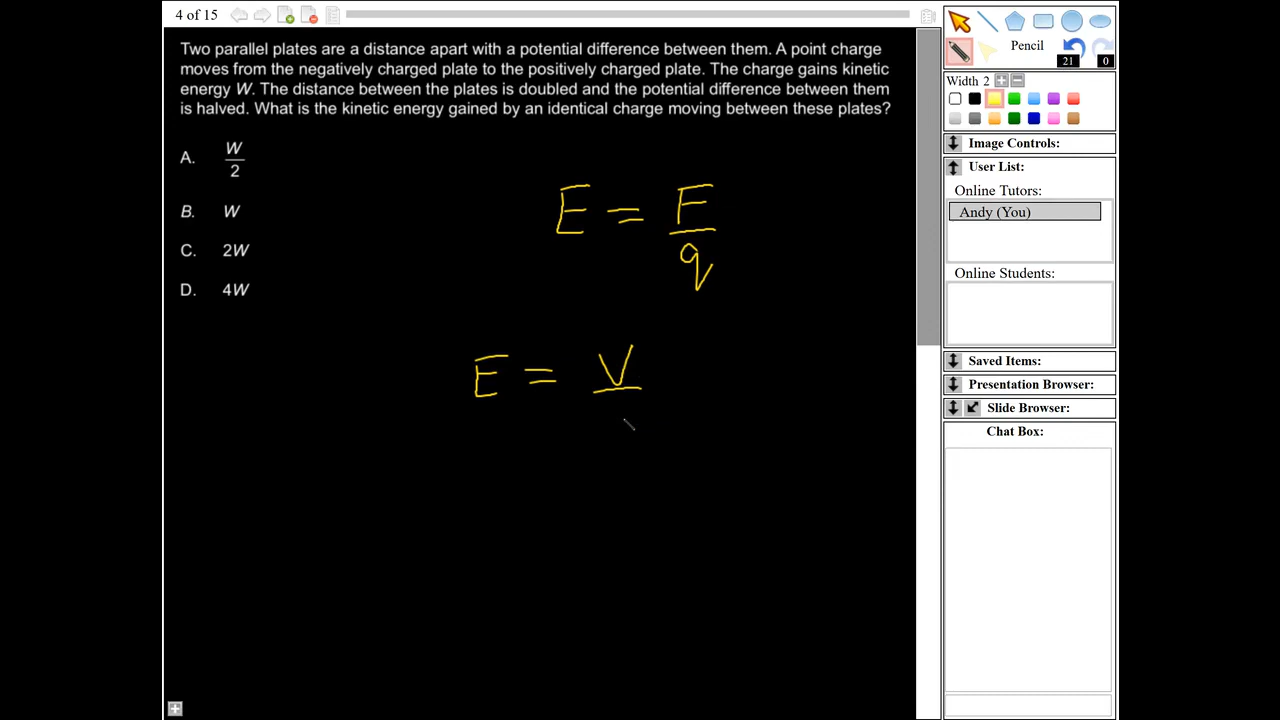 4 of 15
Two parallel plates are a distance apart with a potential difference between them. A point charge
moves from the negatively charged plate to the positively charged plate. The charge gains kinetic
energy W. The distance between the plates is doubled and the potential difference between them
is halved. What is the kinetic energy gained by an identical charge moving between these plates?
A. W/2
B. W
C. 2W
D. 4W
E = F/q
E = V
Pencil
21 0
Width 2
Image Controls:
User List:
Online Tutors:
Andy (You)
Online Students:
Saved Items:
Presentation Browser:
Slide Browser:
Chat Box: